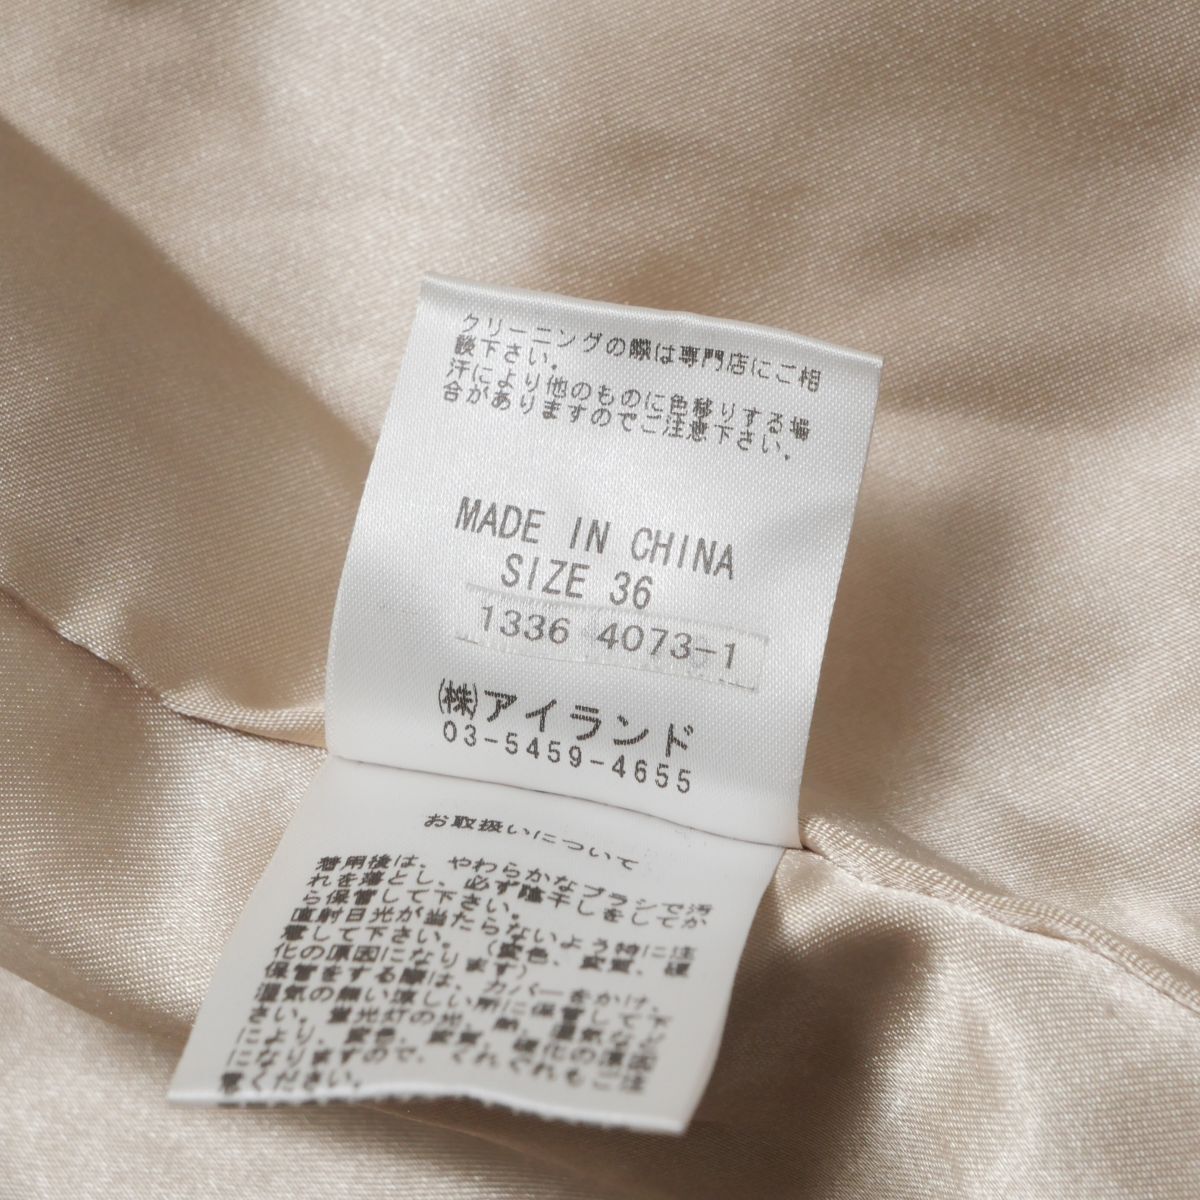 クリーニングの際は専門店にご相
談下さい。
汗により他のものに色移りする場
合がありますのでご注意下さい。
MADE IN CHINA
SIZE 36
1336 4073-1
㈱アイランド
03-5459-4655
お取扱いについて
着用後は、やわらかなブラシで汚
れを落とし、必ず陰干しをしてか
ら保管して下さい。
直射日光が当たらないよう特に注
意して下さい。(変色、変質、硬
化の原因になります)
保管をする際は、カバーをかけ、
湿気の無い涼しい所に保管して下
さい。蛍光灯の光、熱、湿気など
により、変色、変質、硬化の原因
になりますので、くれぐれもご注
意ください。